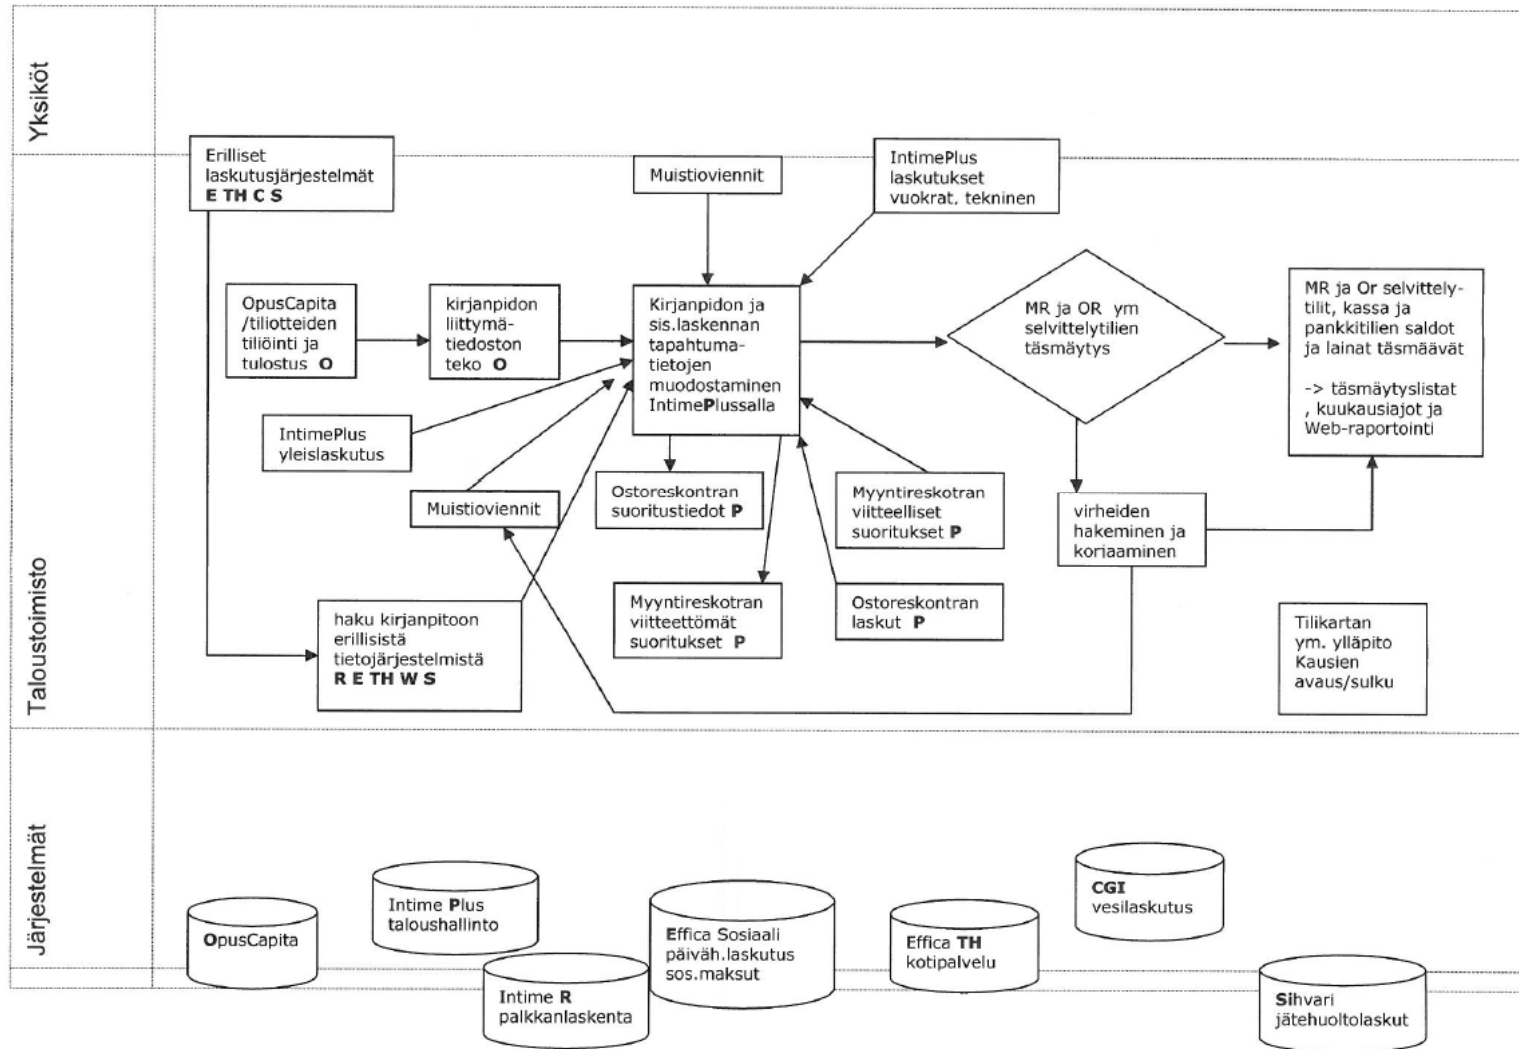 Yksiköt
Erilliset
laskutusjärjestelmät
E TH C S
Muistioviennit
IntimePlus
laskutukset
vuokrat, tekninen
Taloustoimisto
OpusCapita
/tiliotteiden
tiliöinti ja
tulostus O
kirjanpidon
liittymä-
tiedoston
teko O
Kirjanpidon ja
sis.laskennan
tapahtuma-
tietojen
muodostaminen
IntimePlussalla
MR ja OR ym
selvittelytilien
täsmäytys
MR ja Or selvittely-
tilit, kassa ja
pankkitilien saldot
ja lainat täsmäävät
-> täsmäytyslistat
, kuukausiajot ja
Web-raportointi
IntimePlus
yleislaskutus
Muistioviennit
Ostoreskontran
suoritustiedot P
Myyntireskotran
viitteelliset
suoritukset P
virheiden
hakeminen ja
korjaaminen
haku kirjanpitoon
erillisistä
tietojärjestelmistä
R E TH W S
Myyntireskotran
viitteettömät
suoritukset P
Ostoreskontran
laskut P
Tilikartan
ym. ylläpito
Kausien
avaus/sulku
Järjestelmät
OpusCapita
Intime Plus
taloushallinto
Intime R
palkkanlaskenta
Effica Sosiaali
päiväh.laskutus
sos.maksut
Effica TH
kotipalvelu
CGI
vesilaskutus
Sihvari
jätehuoltolaskut